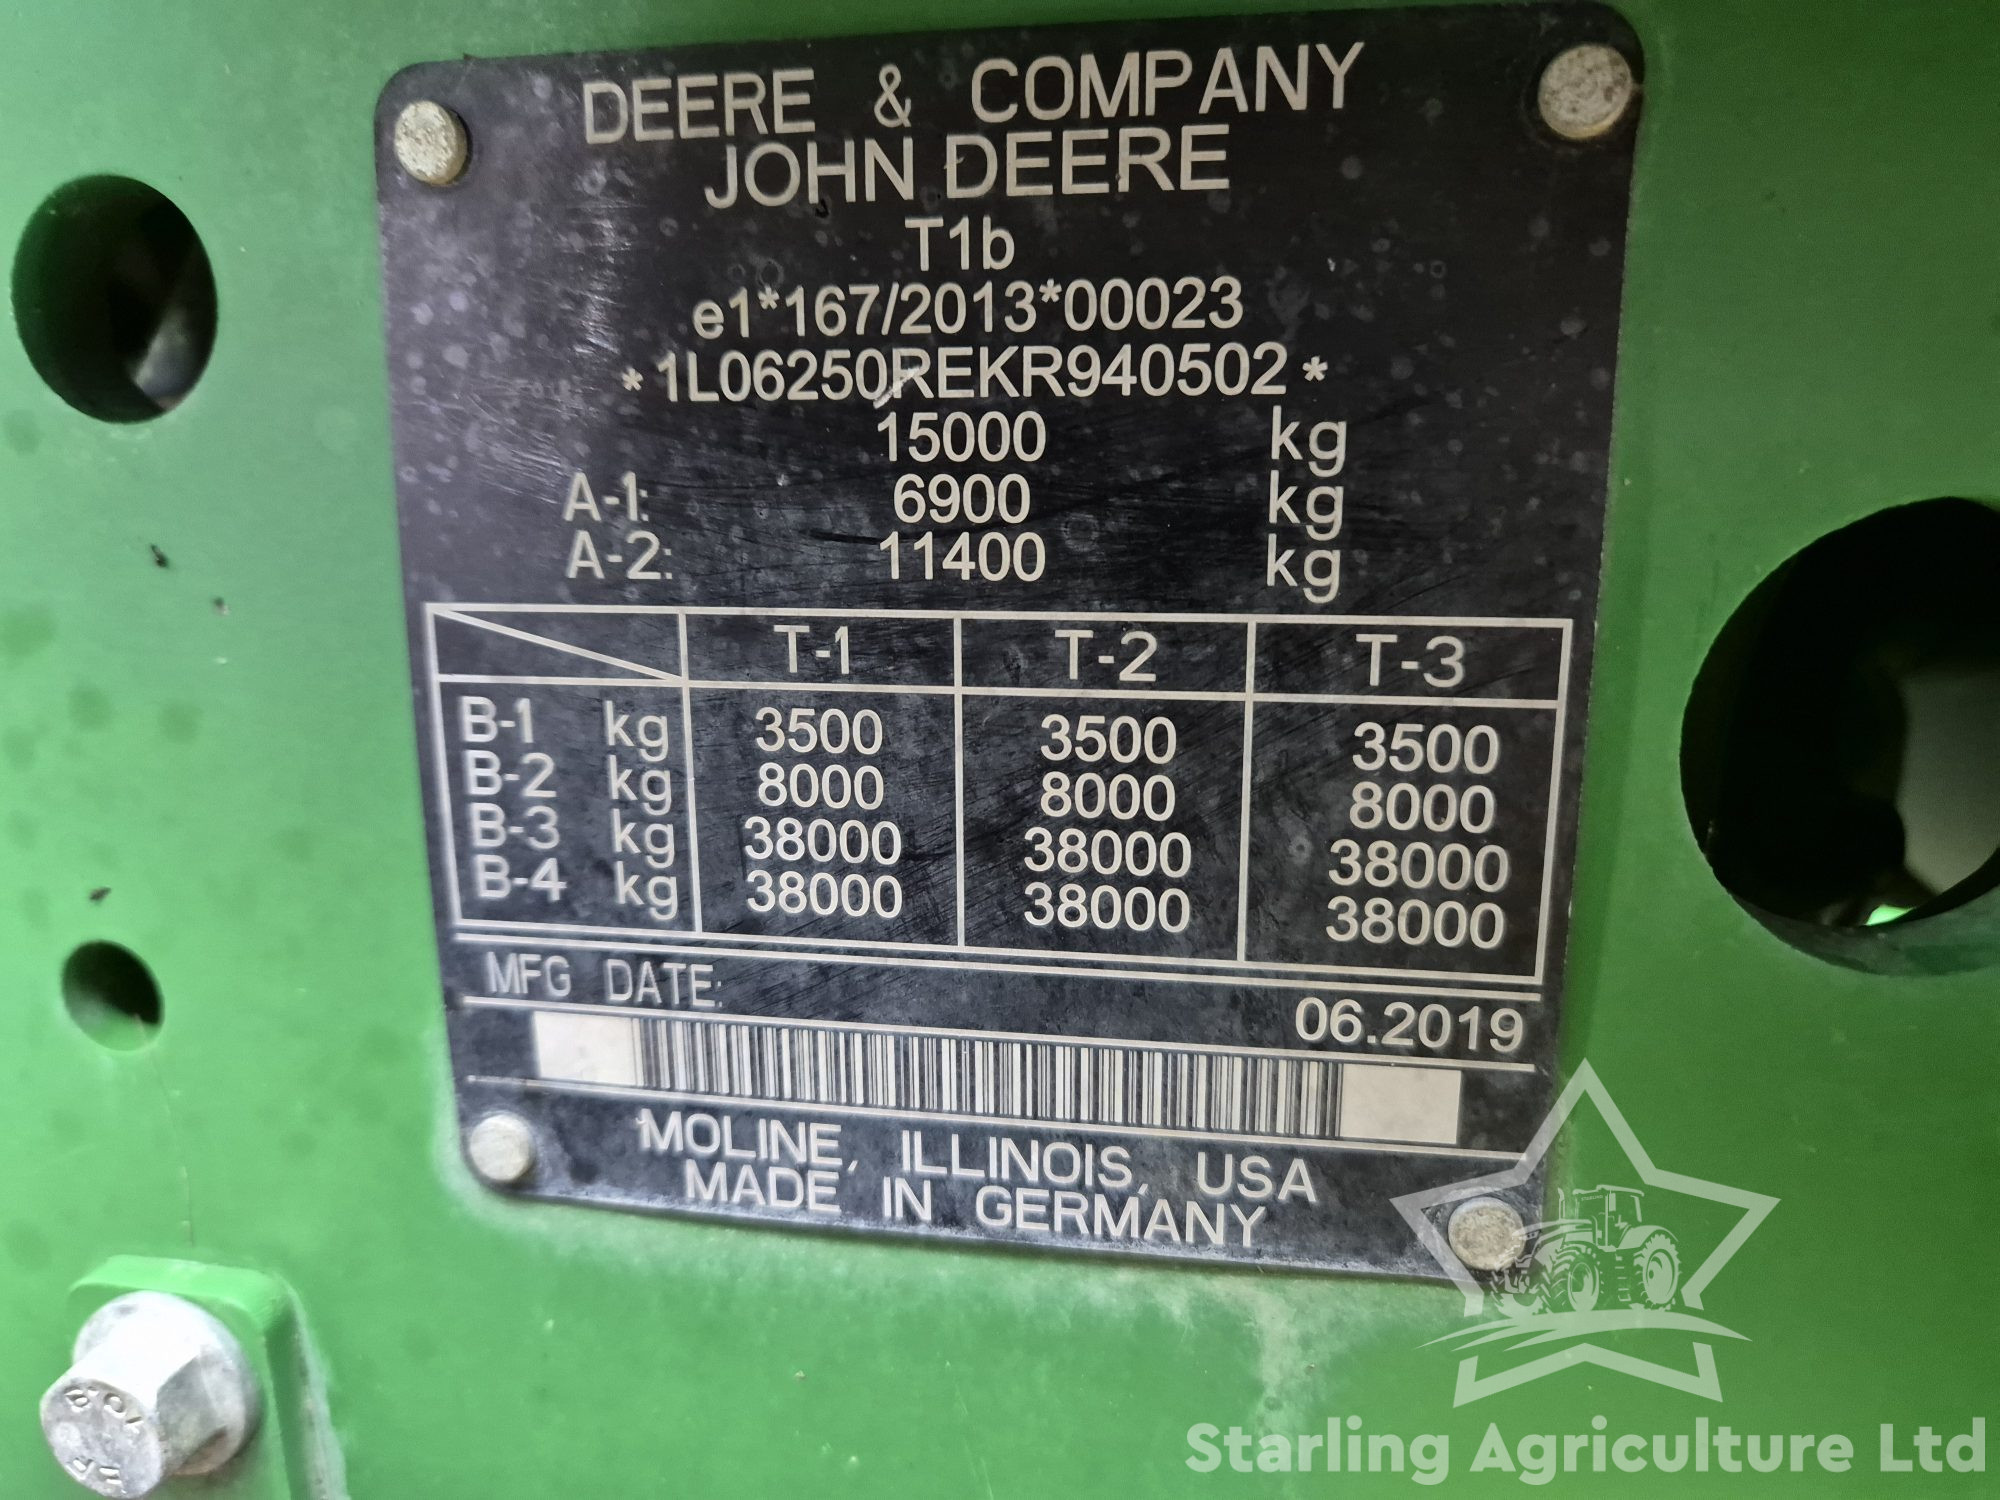 DEERE & COMPANY
JOHN DEERE
T1b
e1*167/2013*00023
*1L06250REKR940502*
15000 kg
A-1: 6900 kg
A-2: 11400 kg
T-1 T-2 T-3
B-1 kg 3500 3500 3500
B-2 kg 8000 8000 8000
B-3 kg 38000 38000 38000
B-4 kg 38000 38000 38000
MFG DATE: 06.2019
MOLINE, ILLINOIS, USA
MADE IN GERMANY
Starling Agriculture Ltd